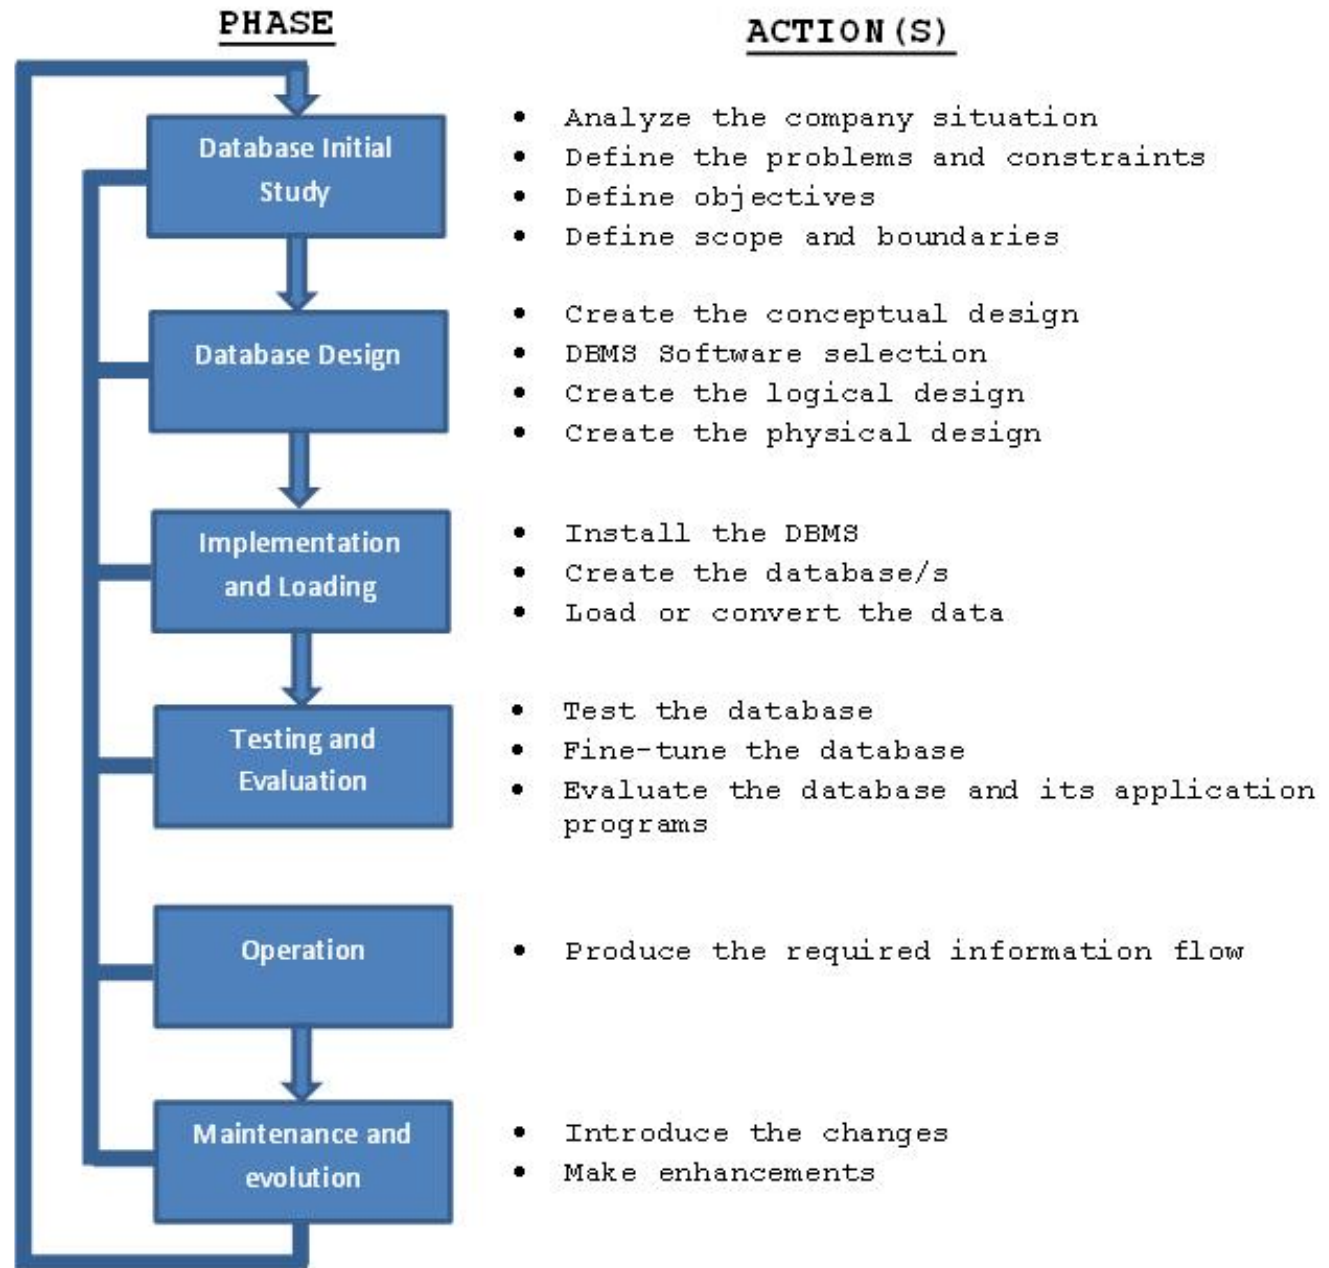 PHASE
ACTION(S)
Database Initial
Study
• Analyze the company situation
• Define the problems and constraints
• Define objectives
• Define scope and boundaries
Database Design
• Create the conceptual design
• DBMS Software selection
• Create the logical design
• Create the physical design
Implementation
and Loading
• Install the DBMS
• Create the database/s
• Load or convert the data
Testing and
Evaluation
• Test the database
• Fine-tune the database
• Evaluate the database and its application
programs
Operation
• Produce the required information flow
Maintenance and
evolution
• Introduce the changes
• Make enhancements